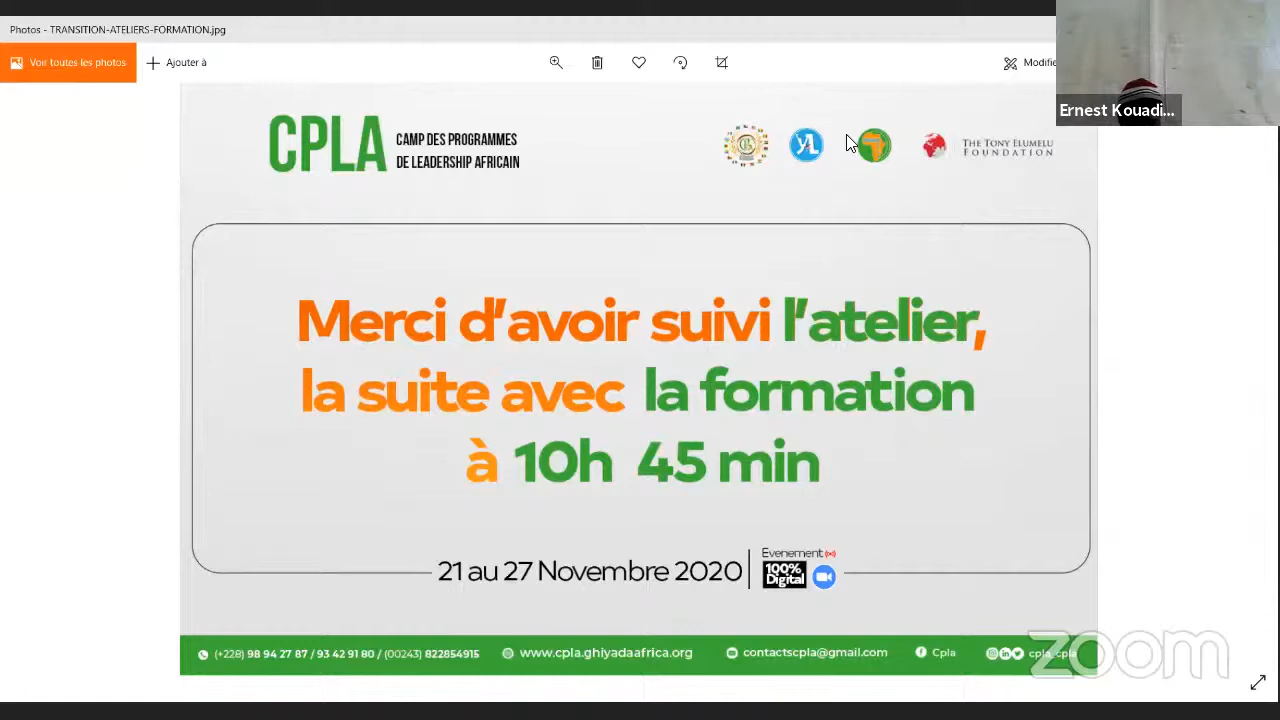 Photos - TRANSITION-ATELIERS-FORMATION.jpg
Voir toutes les photos
Ajouter à
Modifie
Ernest Kouadi...
CPLA
CAMP DES PROGRAMMES
DE LEADERSHIP AFRICAIN
THE TONY ELUMELU
FOUNDATION
Merci d'avoir suivi l'atelier,
la suite avec la formation
à 10h 45 min
21 au 27 Novembre 2020
Evenement
100%
Digital
(+228) 98 94 27 87 / 93 42 91 80 / (00243) 822854915
www.cpla.ghiyadaafrica.org
contactscpla@gmail.com
Cpla
cpla_cpla
zoom